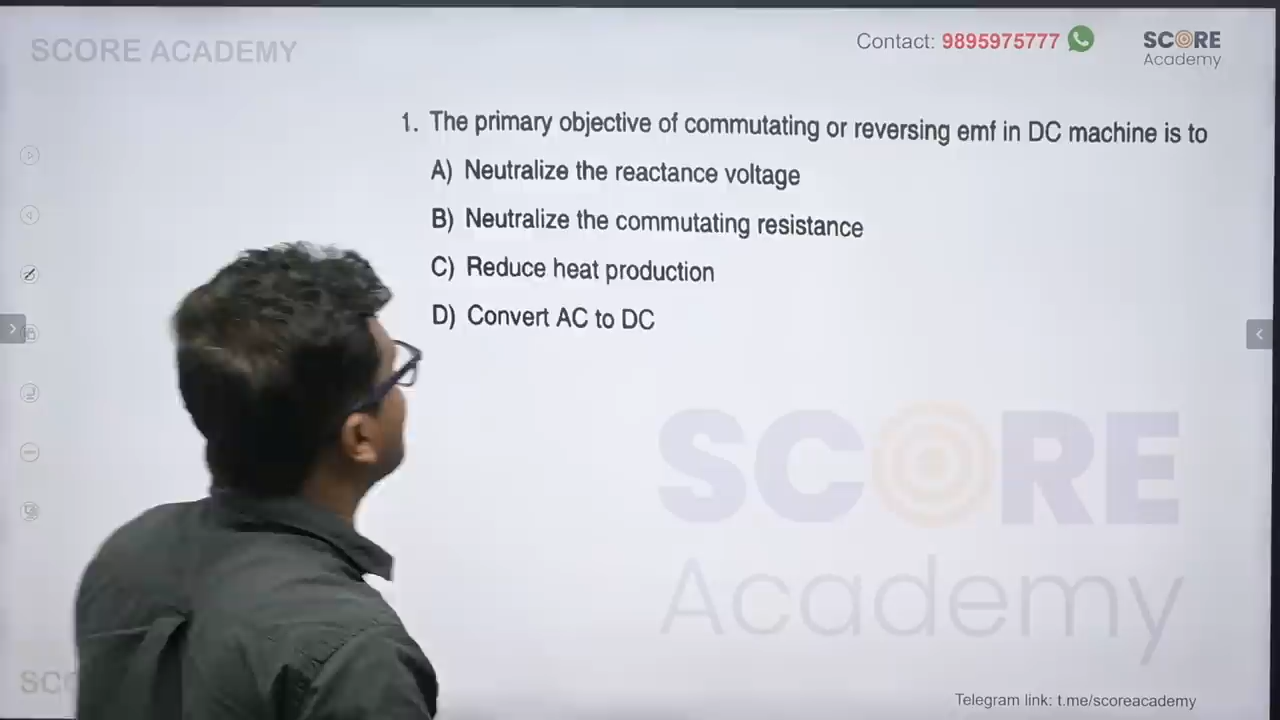 SCORE ACADEMY
Contact: 9895975777
SCORE
Academy
1. The primary objective of commutating or reversing emf in DC machine is to
A) Neutralize the reactance voltage
B) Neutralize the commutating resistance
C) Reduce heat production
D) Convert AC to DC
SCORE
Academy
SC
Telegram link: t.me/scoreacademy